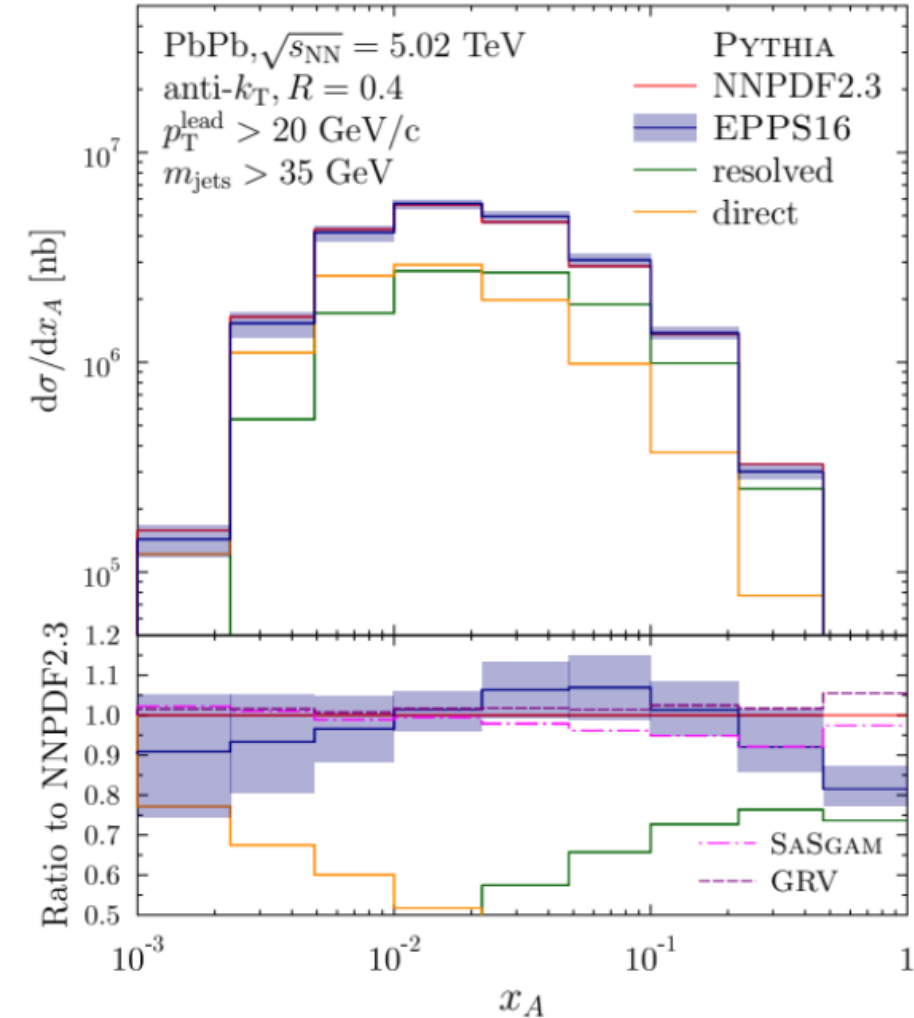 PbPb, √s_NN = 5.02 TeV
anti-k_T, R = 0.4
p_T^lead > 20 GeV/c
m_jets > 35 GeV
PYTHIA
NNPDF2.3
EPPS16
resolved
direct
dσ/dx_A [nb]
10^7
10^6
10^5
Ratio to NNPDF2.3
1.2
1.1
1.0
0.9
0.8
0.7
0.6
0.5
SASGAM
GRV
10^-3
10^-2
10^-1
1
x_A